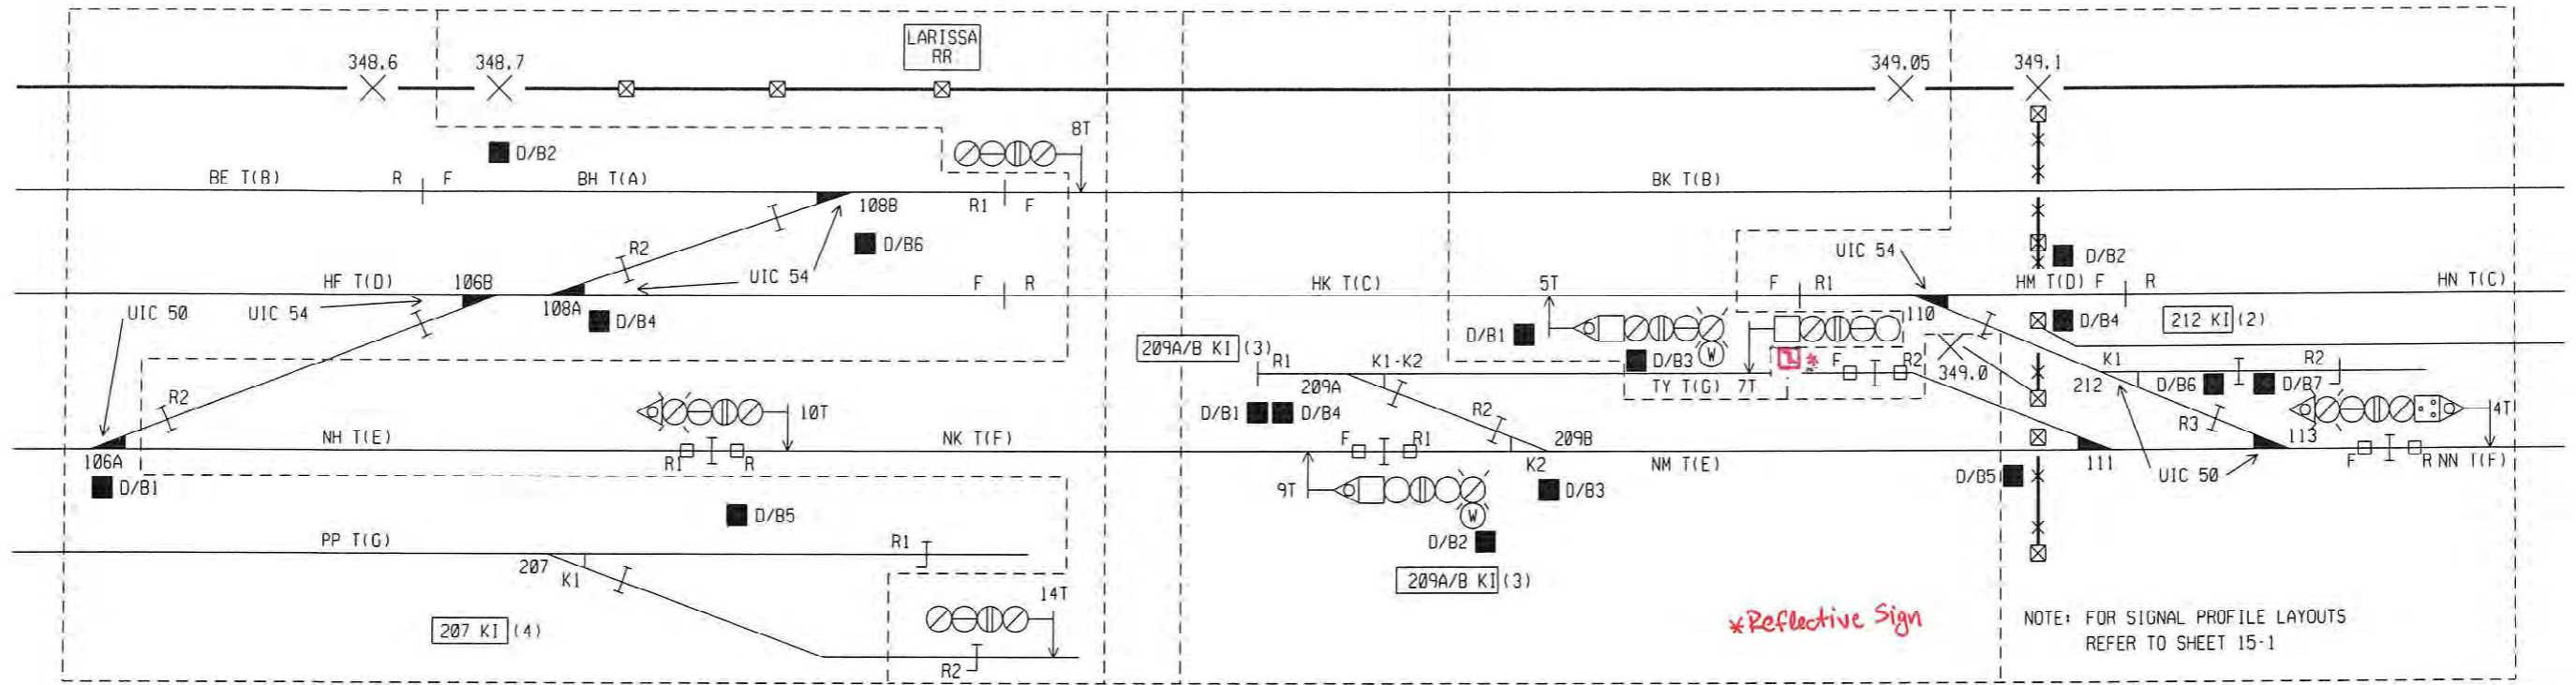 LARISSA
RR
348.6
348.7
349.05
349.1
8T
D/B2
BE T(B)
R
F
BH T(A)
108B
R1
F
BK T(B)
D/B6
R2
UIC 54
UIC 54
D/B2
HF T(D)
106B
F
R
HK T(C)
5T
F
R1
HM T(D)
F
R
HN T(C)
UIC 50
UIC 54
108A
D/B4
D/B1
110
D/B4
212 KI (2)
209A/B KI (3)
R1
K1-K2
D/B3
W
2 *
F
R2
349.0
K1
R2
209A
TY T(G)
7T
212
D/B6
D/B7
R2
10T
D/B1
D/B4
R2
R3
4T
NH T(E)
NK T(F)
F
R1
209B
113
106A
R1
R
K2
NM T(E)
111
UIC 50
F
R
NN T(F)
D/B1
9T
D/B3
D/B5
D/B5
W
PP T(G)
R1
D/B2
207
K1
209A/B KI (3)
14T
207 KI (4)
R2
*Reflective Sign
NOTE: FOR SIGNAL PROFILE LAYOUTS
REFER TO SHEET 15-1